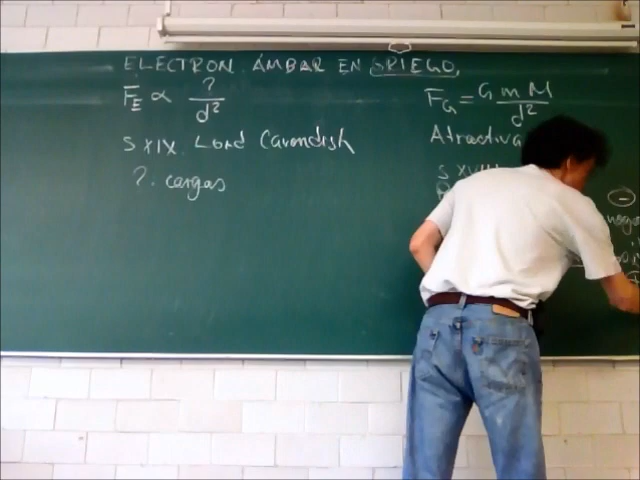 ELECTRON. ÁMBAR EN GRIEGO.
F_E ∝ ?/d²
S XIX. Lord Cavendish
?. cargas
F_G = G m M/d²
Atractiva
S XVIII
-